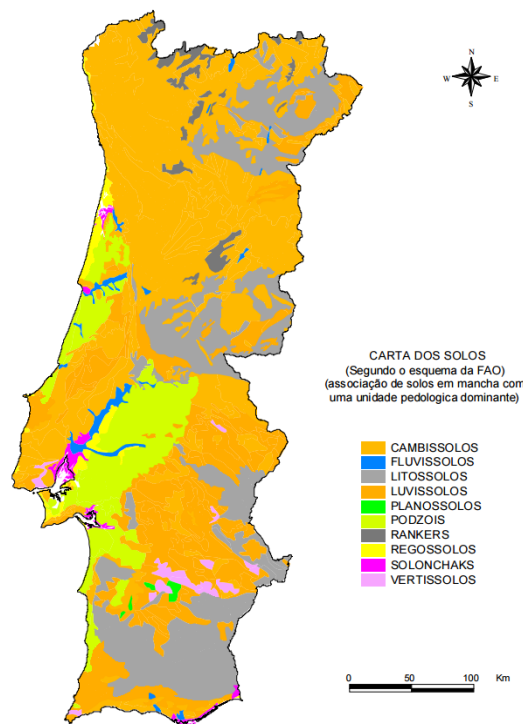 N
W E
S
CARTA DOS SOLOS
(Segundo o esquema da FAO)
(associação de solos em mancha com
uma unidade pedologica dominante)
CAMBISSOLOS
FLUVISSOLOS
LITOSSOLOS
LUVISSOLOS
PLANOSSOLOS
PODZOIS
RANKERS
REGOSSOLOS
SOLONCHAKS
VERTISSOLOS
0 50 100 Km